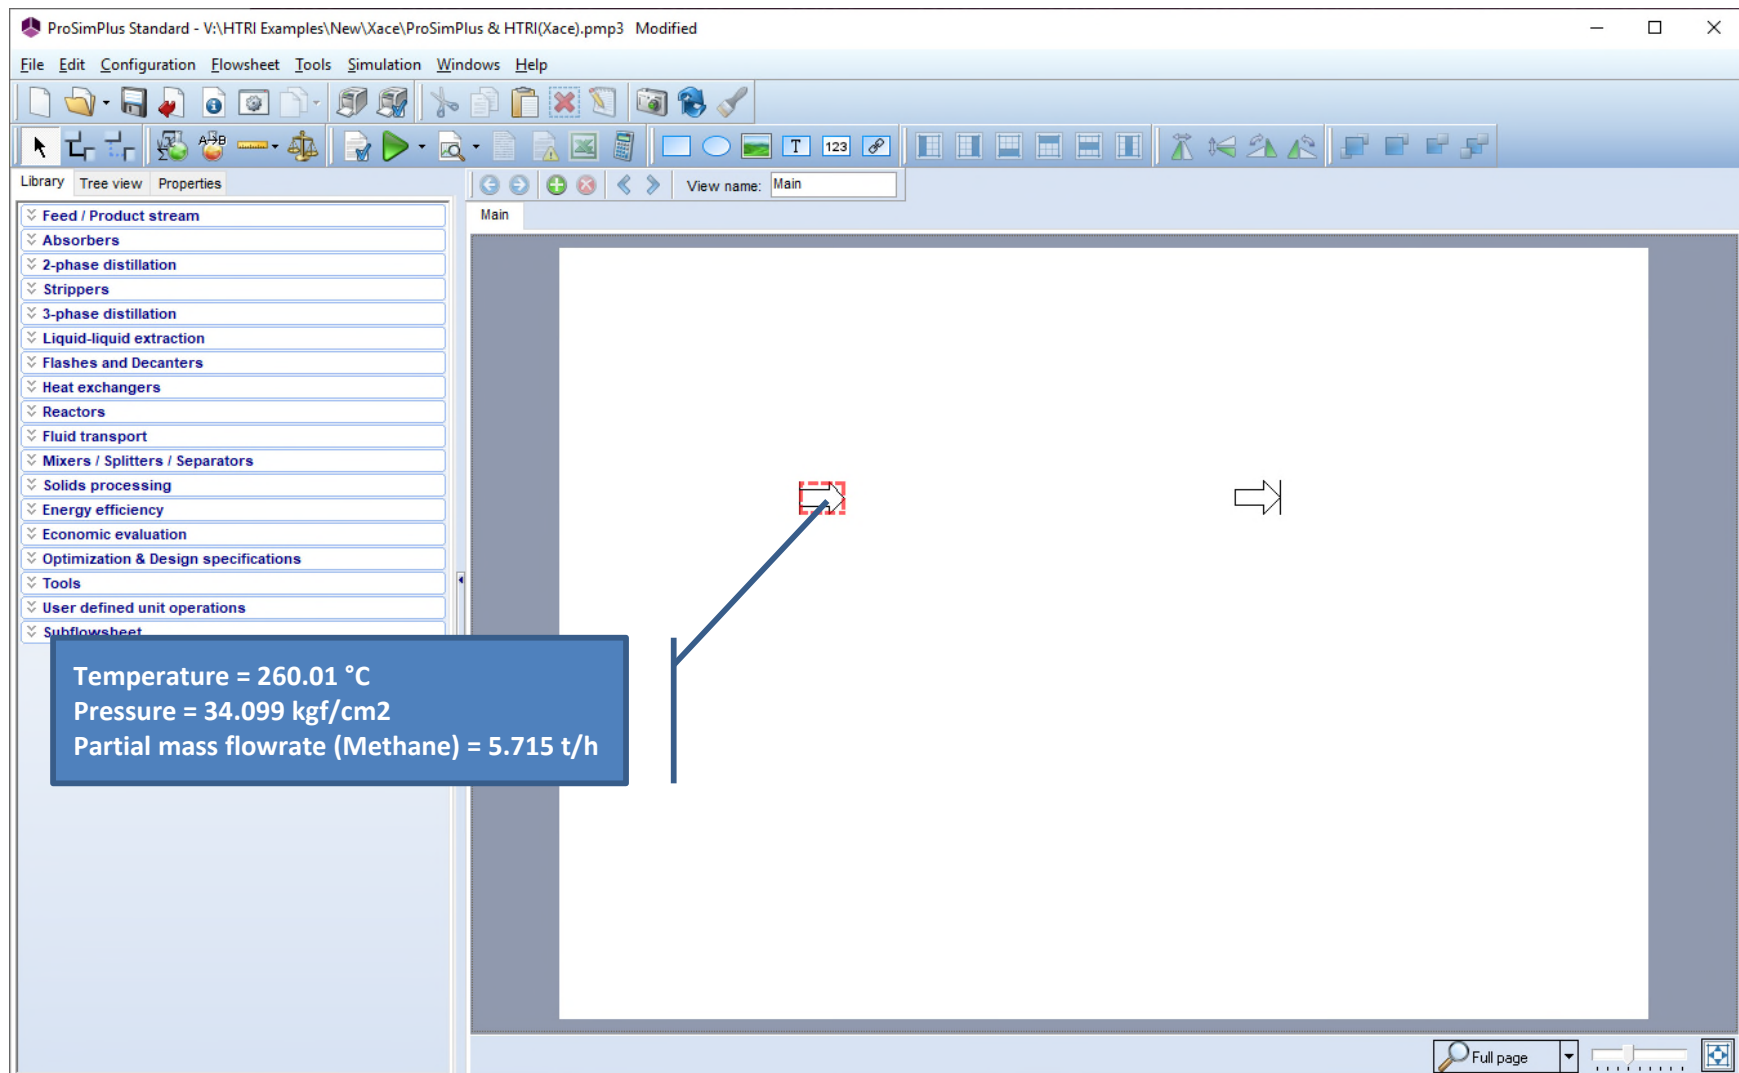 ProSimPlus Standard - V:\HTRI Examples\New\Xace\ProSimPlus & HTRI(Xace).pmp3 Modified
File Edit Configuration Flowsheet Tools Simulation Windows Help
A→B
T 123
Library Tree view Properties
View name: Main
Main
Feed / Product stream
Absorbers
2-phase distillation
Strippers
3-phase distillation
Liquid-liquid extraction
Flashes and Decanters
Heat exchangers
Reactors
Fluid transport
Mixers / Splitters / Separators
Solids processing
Energy efficiency
Economic evaluation
Optimization & Design specifications
Tools
User defined unit operations
Subflowsheet
Temperature = 260.01 °C
Pressure = 34.099 kgf/cm2
Partial mass flowrate (Methane) = 5.715 t/h
Full page